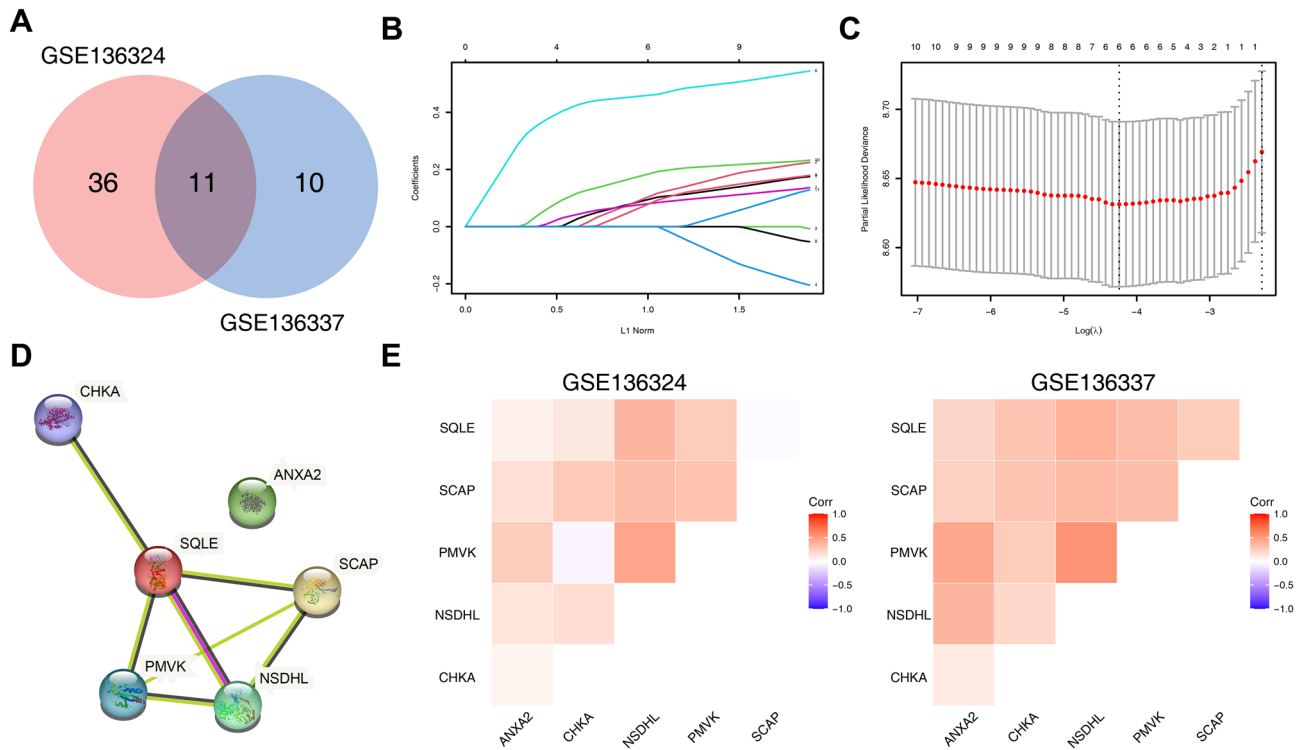 A
GSE136324
36
11
10
GSE136337
B
0 4 6 9
Coefficients
0.4
0.2
0.0
−0.2
0.0 0.5 1.0 1.5
L1 Norm
6
10
3
4
C
10 10 9 9 9 9 9 9 9 8 8 8 7 6 6 6 6 6 5 4 3 2 1 1 1
Partial Likelihood Deviance
8.70
8.65
8.60
−7 −6 −5 −4 −3
Log(λ)
D
CHKA
ANXA2
SQLE
SCAP
PMVK
NSDHL
E
GSE136324
SQLE
SCAP
PMVK
NSDHL
CHKA
ANXA2 CHKA NSDHL PMVK SCAP
Corr
1.0
0.5
0.0
−0.5
−1.0
GSE136337
SQLE
SCAP
PMVK
NSDHL
CHKA
ANXA2 CHKA NSDHL PMVK SCAP
Corr
1.0
0.5
0.0
−0.5
−1.0